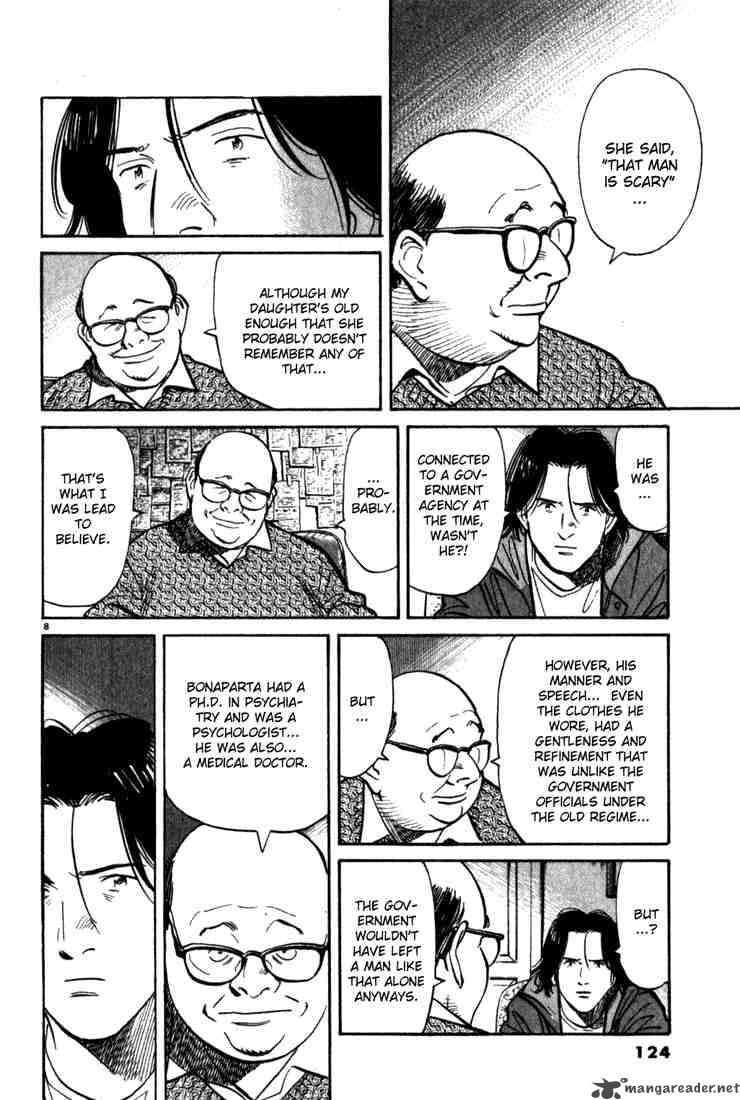 SHE SAID,
"THAT MAN
IS SCARY"
...
ALTHOUGH MY
DAUGHTER'S OLD
ENOUGH THAT SHE
PROBABLY DOESN'T
REMEMBER ANY OF
THAT...
HE
WAS
...
CONNECTED
TO A GOV-
ERNMENT
AGENCY AT
THE TIME,
WASN'T
HE?!
...
PRO-
BABLY.
THAT'S
WHAT I
WAS LEAD
TO
BELIEVE.
8
HOWEVER, HIS
MANNER AND
SPEECH... EVEN
THE CLOTHES HE
WORE, HAD A
GENTLENESS AND
REFINEMENT THAT
WAS UNLIKE THE
GOVERNMENT
OFFICIALS UNDER
THE OLD REGIME...
BUT
...
BUT
...?
THE GOV-
ERNMENT
WOULDN'T
HAVE LEFT
A MAN LIKE
THAT ALONE
ANYWAYS.
BONAPARTA HAD A
PH.D. IN PSYCHIA-
TRY AND WAS A
PSYCHOLOGIST...
HE WAS ALSO...
A MEDICAL DOCTOR.
124
mangareader.net